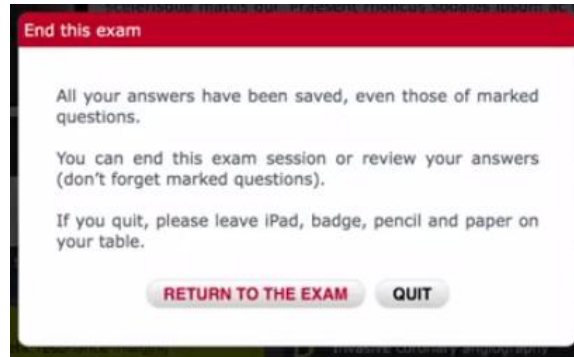 End this exam
All your answers have been saved, even those of marked
questions.
You can end this exam session or review your answers
(don't forget marked questions).
If you quit, please leave iPad, badge, pencil and paper on
your table.
RETURN TO THE EXAM QUIT
Invasive coronary angiography